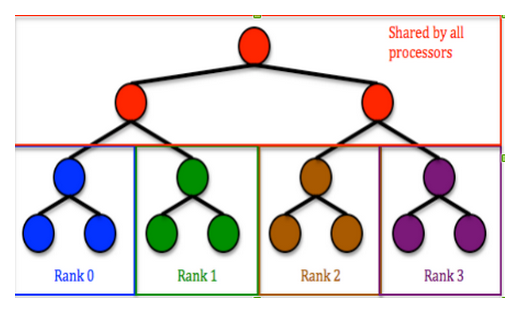 Shared by all
processors
Rank 0
Rank 1
Rank 2
Rank 3